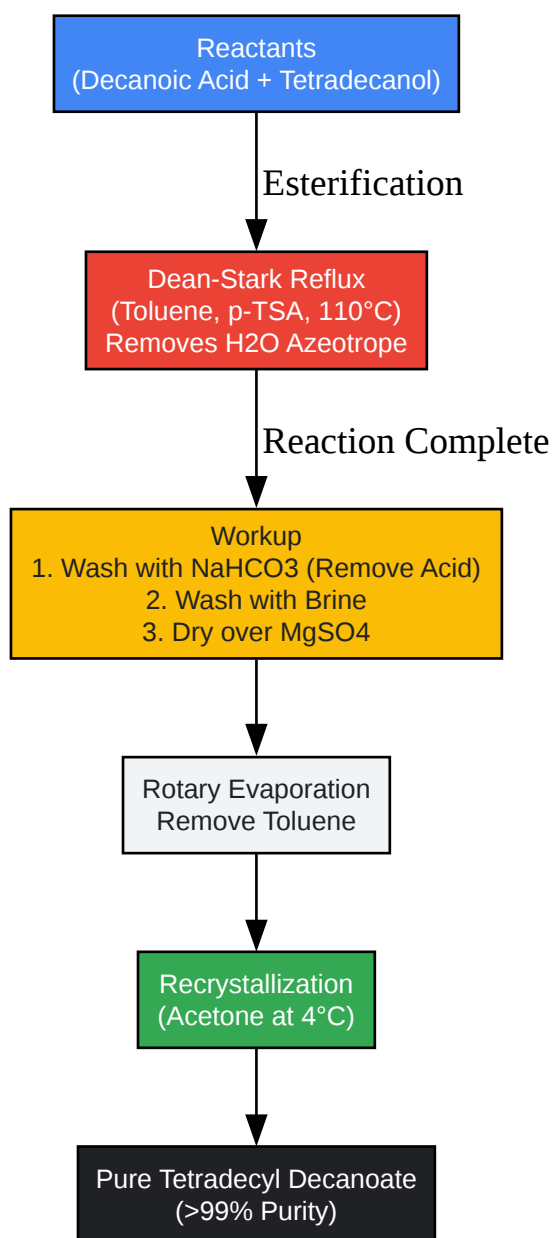 Reactants
(Decanoic Acid + Tetradecanol)
Esterification
Dean-Stark Reflux
(Toluene, p-TSA, 110°C)
Removes H2O Azeotrope
Reaction Complete
Workup
1. Wash with NaHCO3 (Remove Acid)
2. Wash with Brine
3. Dry over MgSO4
Rotary Evaporation
Remove Toluene
Recrystallization
(Acetone at 4°C)
Pure Tetradecyl Decanoate
(>99% Purity)